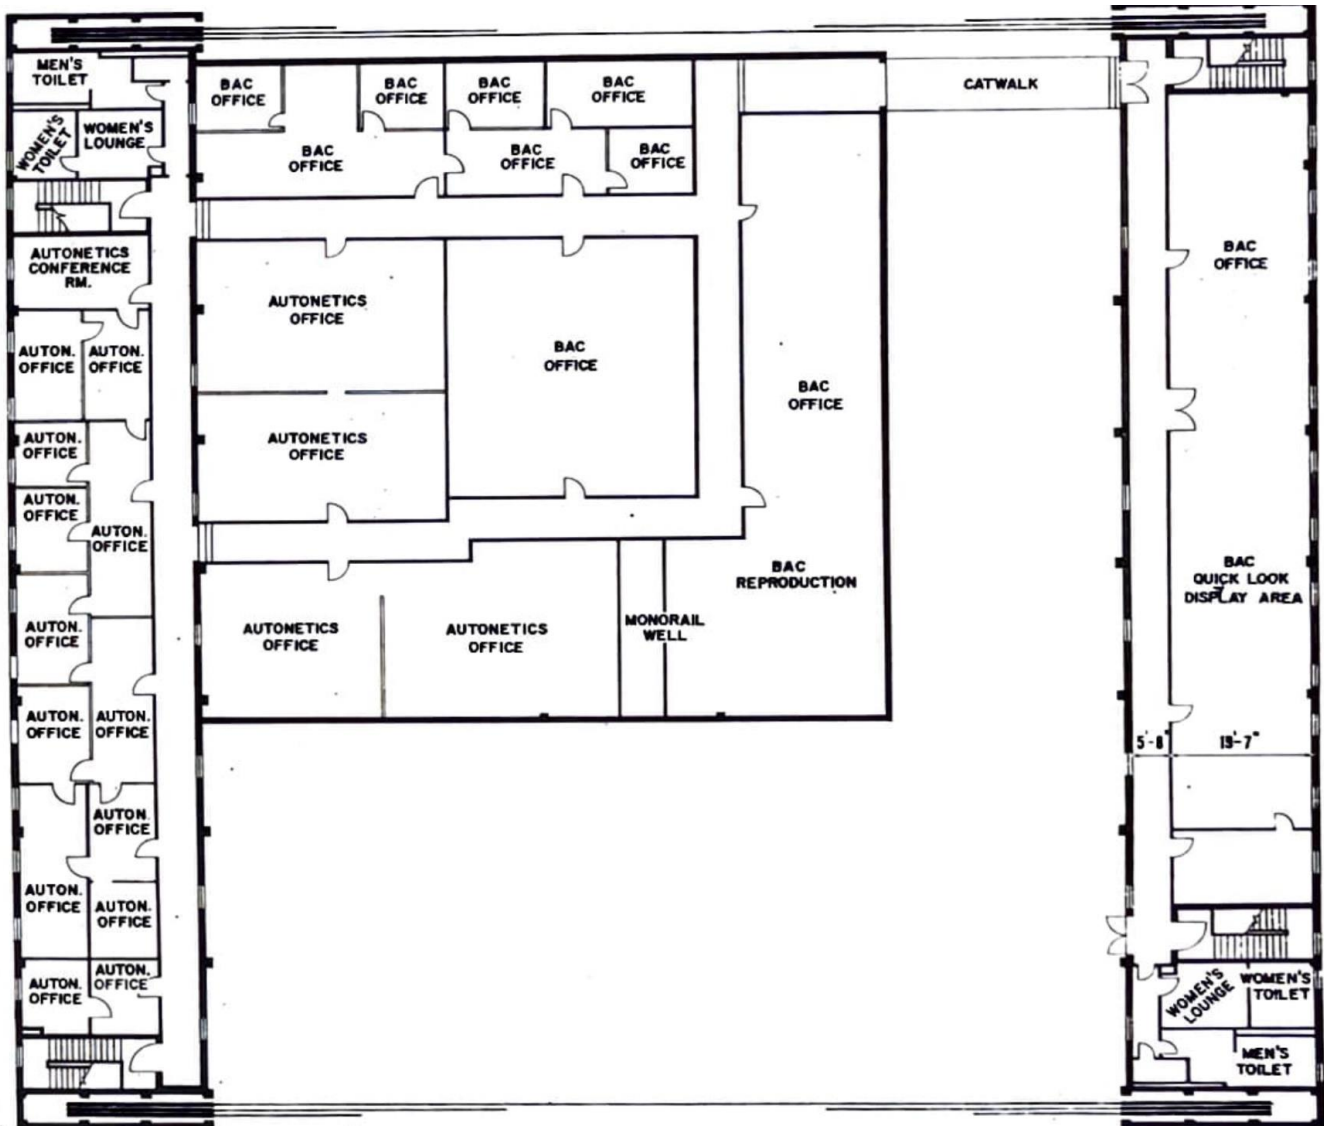 MEN'S
TOILET
WOMEN'S
TOILET
WOMEN'S
LOUNGE
AUTONETICS
CONFERENCE
RM.
AUTON.
OFFICE
AUTON.
OFFICE
AUTON.
OFFICE
AUTON.
OFFICE
AUTON.
OFFICE
AUTON.
OFFICE
AUTON.
OFFICE
AUTON.
OFFICE
AUTON.
OFFICE
AUTON.
OFFICE
AUTON.
OFFICE
AUTON.
OFFICE
AUTON.
OFFICE
BAC
OFFICE
BAC
OFFICE
BAC
OFFICE
BAC
OFFICE
BAC
OFFICE
BAC
OFFICE
BAC
OFFICE
AUTONETICS
OFFICE
BAC
OFFICE
AUTONETICS
OFFICE
BAC
OFFICE
AUTONETICS
OFFICE
AUTONETICS
OFFICE
MONORAIL
WELL
BAC
REPRODUCTION
CATWALK
BAC
OFFICE
BAC
QUICK LOOK
DISPLAY AREA
5'-8"
19'-7"
WOMEN'S
LOUNGE
WOMEN'S
TOILET
MEN'S
TOILET